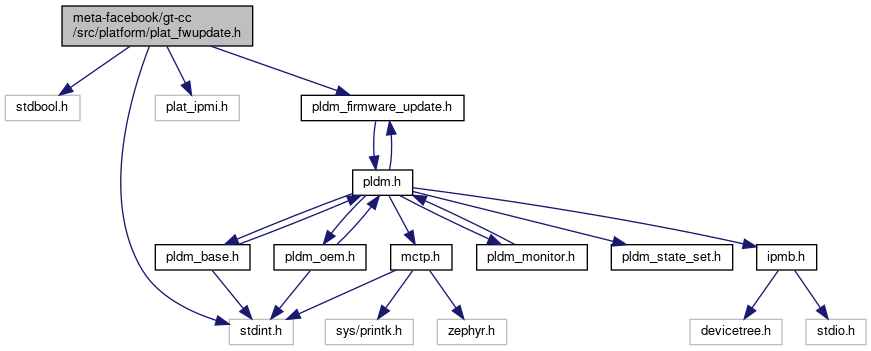 meta-facebook/gt-cc
/src/platform/plat_fwupdate.h
stdbool.h
plat_ipmi.h
pldm_firmware_update.h
pldm.h
pldm_base.h
pldm_oem.h
mctp.h
pldm_monitor.h
pldm_state_set.h
ipmb.h
stdint.h
sys/printk.h
zephyr.h
devicetree.h
stdio.h